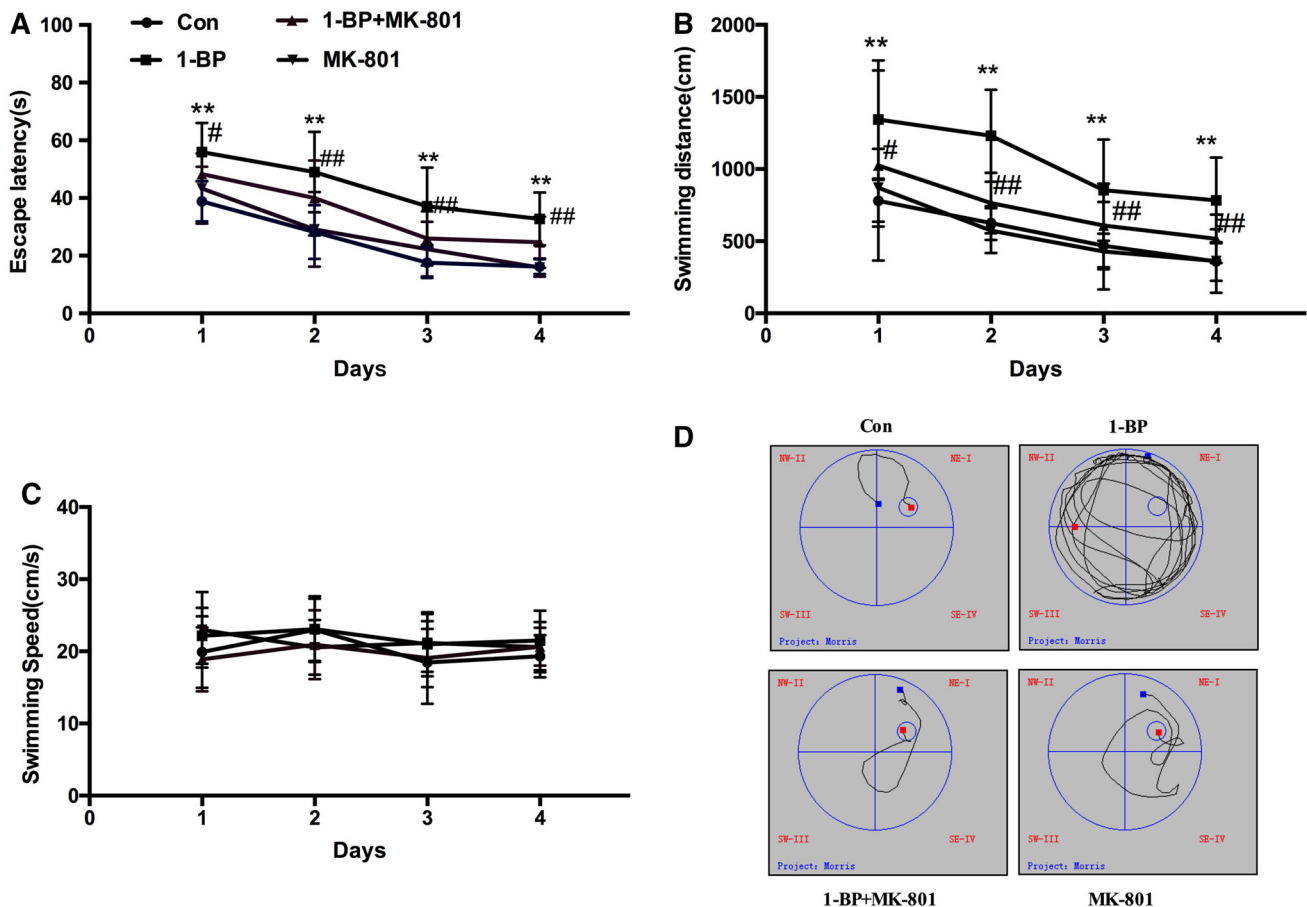 A
Con
1-BP+MK-801
1-BP
MK-801
Escape latency(s)
100
80
60
40
20
0
** ** ** **
# ## ## ##
0 1 2 3 4
Days
B
Swimming distance(cm)
2000
1500
1000
500
0
** ** ** **
# ## ## ##
0 1 2 3 4
Days
C
Swimming Speed(cm/s)
40
30
20
10
0
0 1 2 3 4
Days
D
Con
NW-II NE-I
SW-III SE-IV
Project: Morris
1-BP
NW-II NE-I
SW-III SE-IV
Project: Morris
NW-II NE-I
SW-III SE-IV
Project: Morris
1-BP+MK-801
NW-II NE-I
SW-III SE-IV
Project: Morris
MK-801